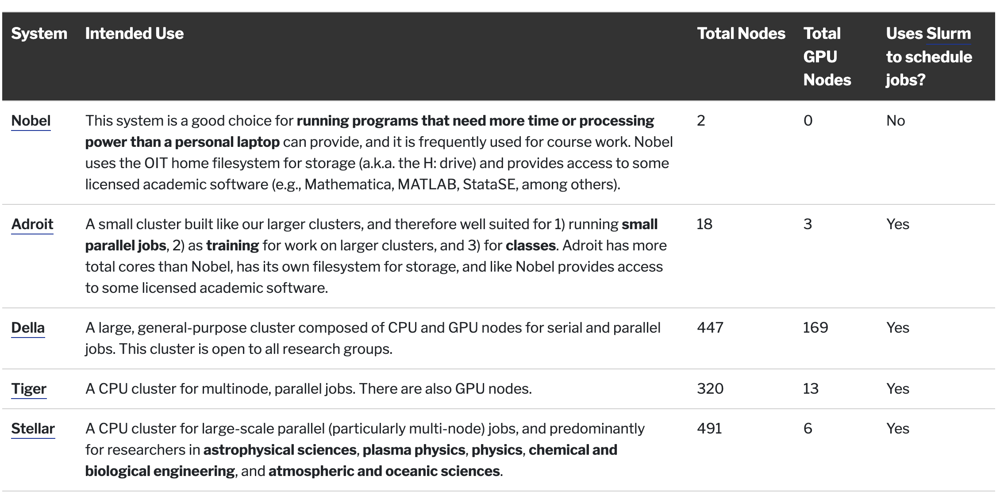 System Intended Use Total Nodes Total Uses Slurm
GPU to schedule
Nodes jobs?
Nobel This system is a good choice for running programs that need more time or processing 2 0 No
power than a personal laptop can provide, and it is frequently used for course work. Nobel
uses the OIT home filesystem for storage (a.k.a. the H: drive) and provides access to some
licensed academic software (e.g., Mathematica, MATLAB, StataSE, among others).
Adroit A small cluster built like our larger clusters, and therefore well suited for 1) running small 18 3 Yes
parallel jobs, 2) as training for work on larger clusters, and 3) for classes. Adroit has more
total cores than Nobel, has its own filesystem for storage, and like Nobel provides access
to some licensed academic software.
Della A large, general-purpose cluster composed of CPU and GPU nodes for serial and parallel 447 169 Yes
jobs. This cluster is open to all research groups.
Tiger A CPU cluster for multinode, parallel jobs. There are also GPU nodes. 320 13 Yes
Stellar A CPU cluster for large-scale parallel (particularly multi-node) jobs, and predominantly 491 6 Yes
for researchers in astrophysical sciences, plasma physics, physics, chemical and
biological engineering, and atmospheric and oceanic sciences.